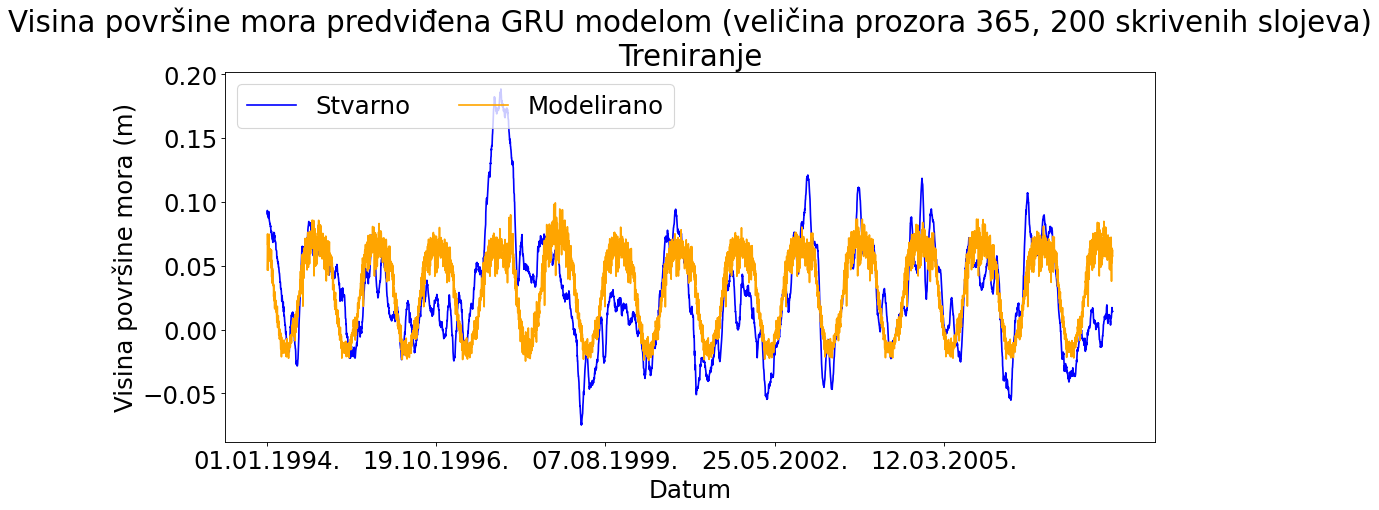 Visina površine mora predviđena GRU modelom (veličina prozora 365, 200 skrivenih slojeva)
Treniranje
Stvarno
Modelirano
Visina površine mora (m)
0.20
0.15
0.10
0.05
0.00
−0.05
01.01.1994.
19.10.1996.
07.08.1999.
25.05.2002.
12.03.2005.
Datum